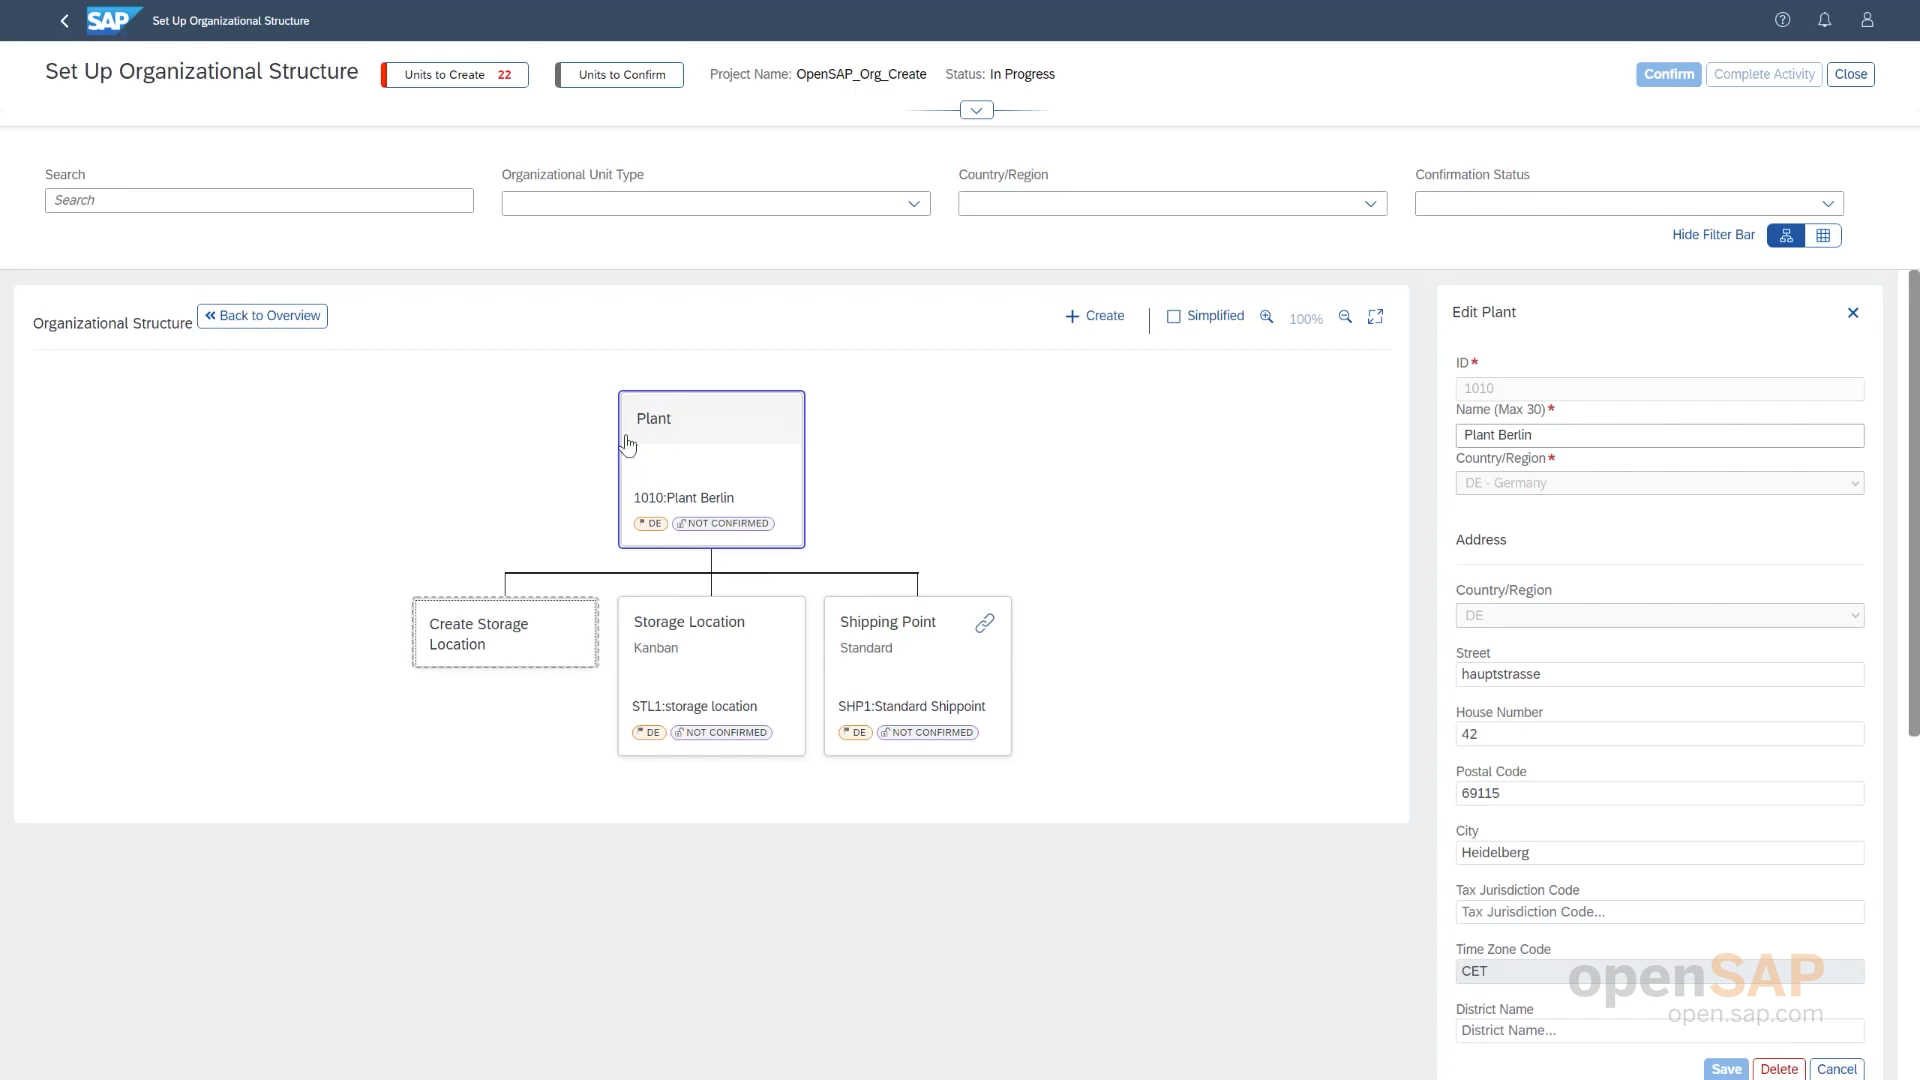 SAP Set Up Organizational Structure
Set Up Organizational Structure
Units to Create 22
Units to Confirm
Project Name: OpenSAP_Org_Create Status: In Progress
Confirm
Complete Activity
Close
Search
Search
Organizational Unit Type
Country/Region
Confirmation Status
Hide Filter Bar
Organizational Structure
Back to Overview
Create
Simplified
100%
Plant
1010:Plant Berlin
DE NOT CONFIRMED
Create Storage
Location
Storage Location
Kanban
STL1:storage location
DE NOT CONFIRMED
Shipping Point
Standard
SHP1:Standard Shippoint
DE NOT CONFIRMED
Edit Plant
ID*
1010
Name (Max 30)*
Plant Berlin
Country/Region*
DE - Germany
Address
Country/Region
DE
Street
hauptstrasse
House Number
42
Postal Code
69115
City
Heidelberg
Tax Jurisdiction Code
Tax Jurisdiction Code...
Time Zone Code
CET
openSAP
District Name
open.sap.com
District Name...
Save
Delete
Cancel